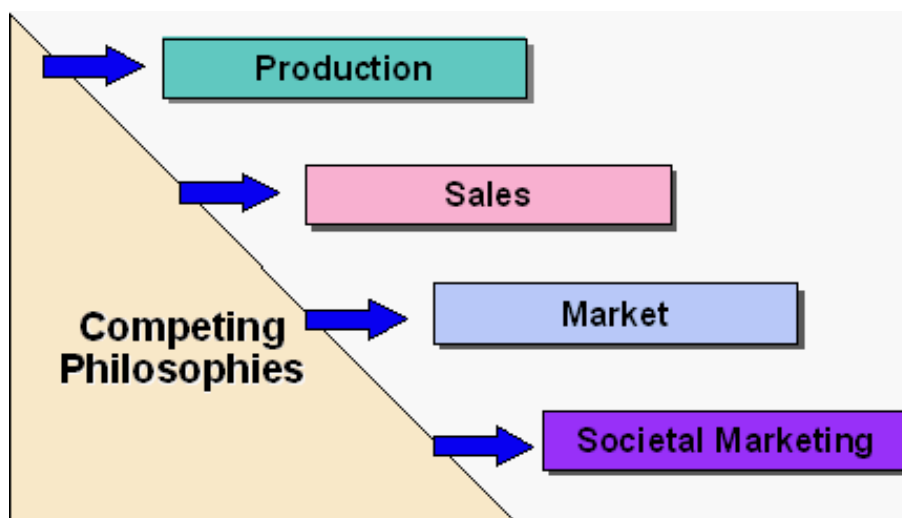 Production
Sales
Market
Competing
Philosophies
Societal Marketing